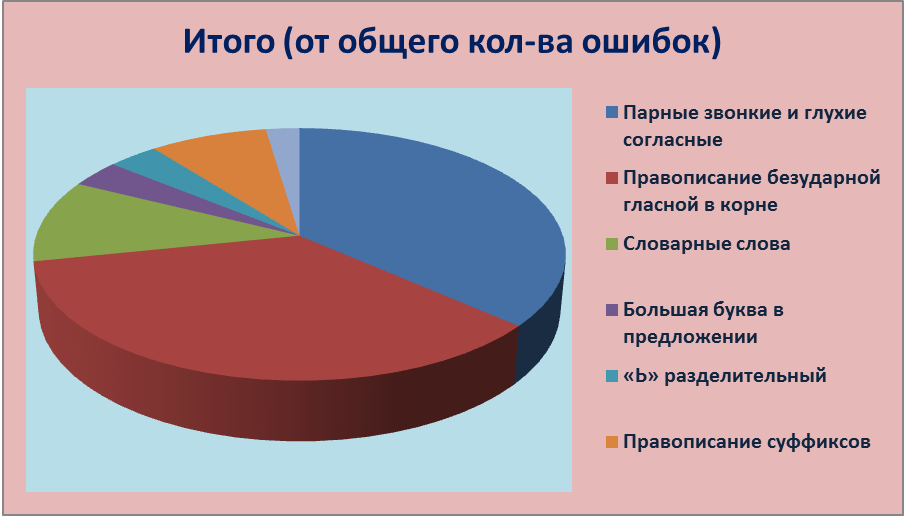 Итого (от общего кол-ва ошибок)
Парные звонкие и глухие
согласные
Правописание безударной
гласной в корне
Словарные слова
Большая буква в
предложении
«Ь» разделительный
Правописание суффиксов